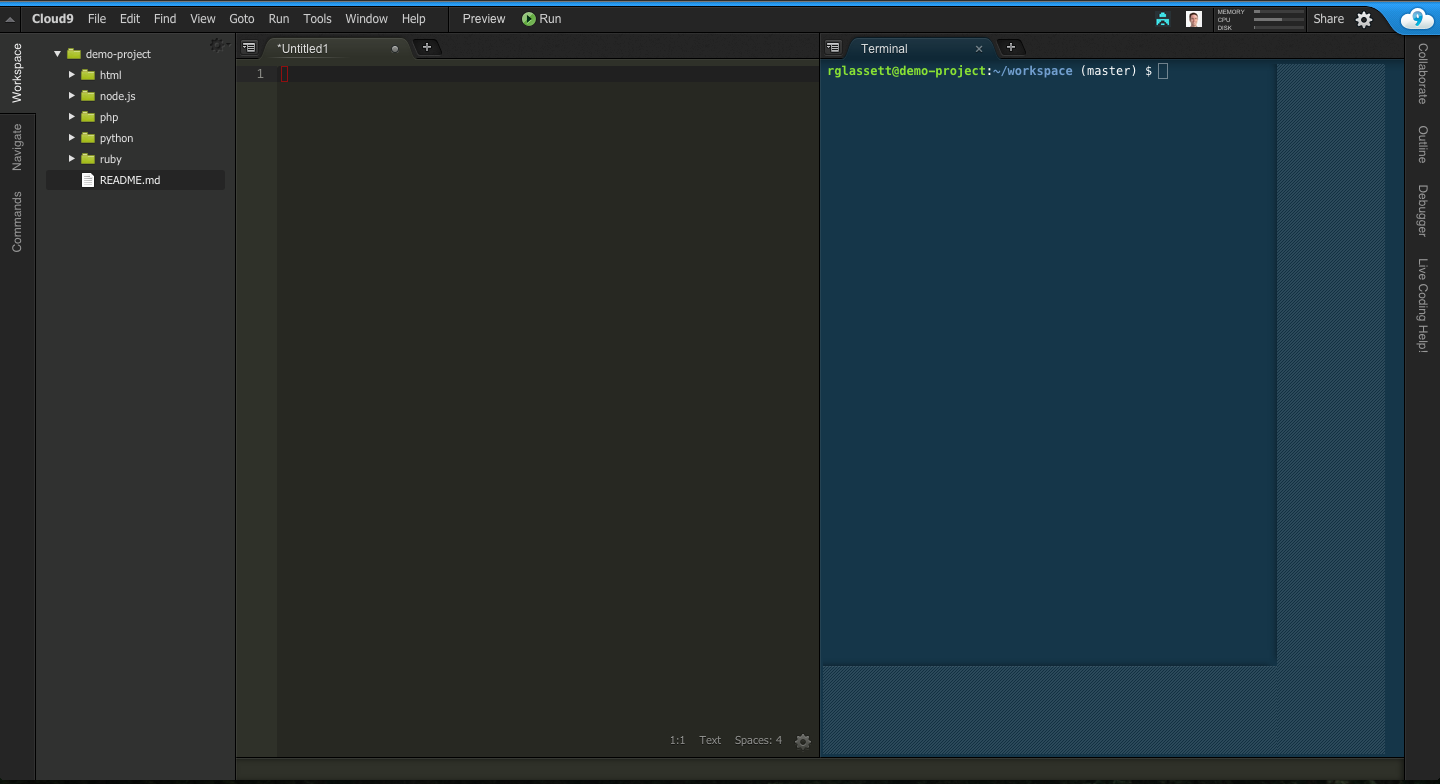 Cloud9 File Edit Find View Goto Run Tools Window Help Preview Run MEMORY CPU DISK Share 9
Workspace
Navigate
Commands
demo-project
html
node.js
php
python
ruby
README.md
*Untitled1
1
1:1 Text Spaces: 4
Terminal
rglassett@demo-project:~/workspace (master) $
Collaborate
Outline
Debugger
Live Coding Help!